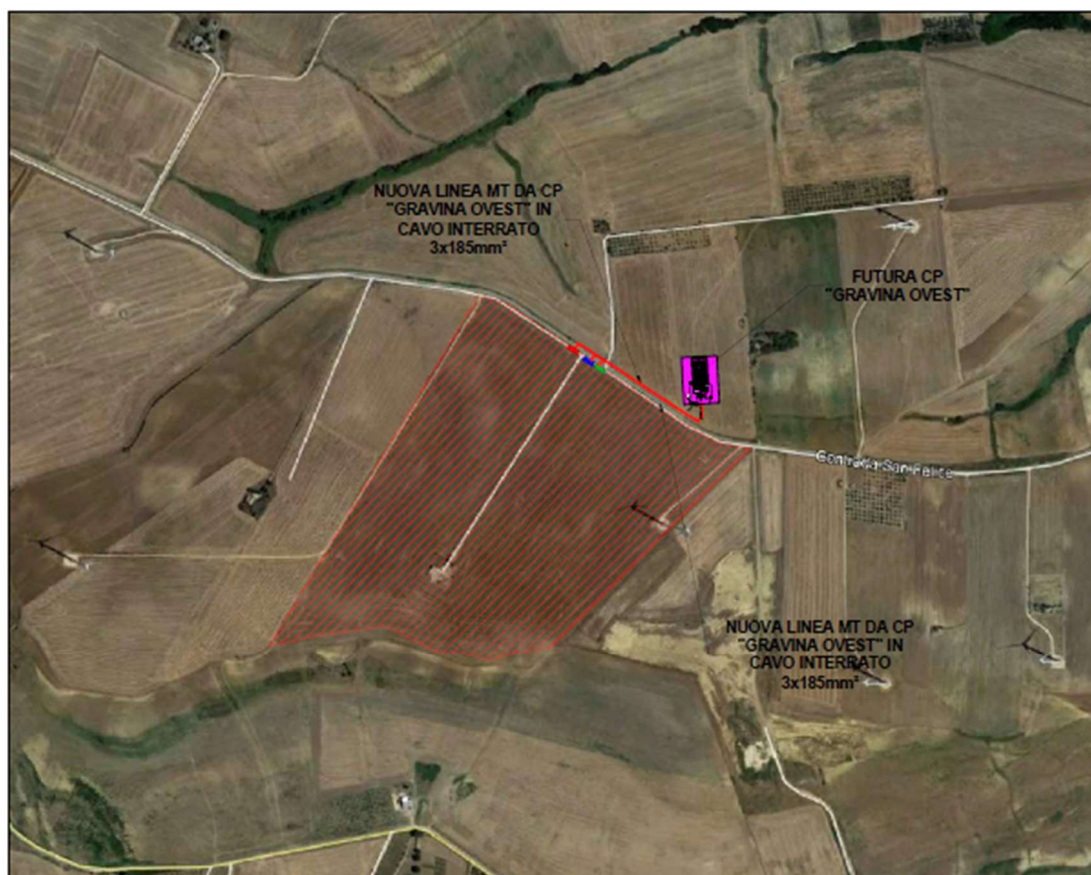 NUOVA LINEA MT DA CP
"GRAVINA OVEST" IN
CAVO INTERRATO
3x185mm²
FUTURA CP
"GRAVINA OVEST"
Contrada San Felice
NUOVA LINEA MT DA CP
"GRAVINA OVEST" IN
CAVO INTERRATO
3x185mm²